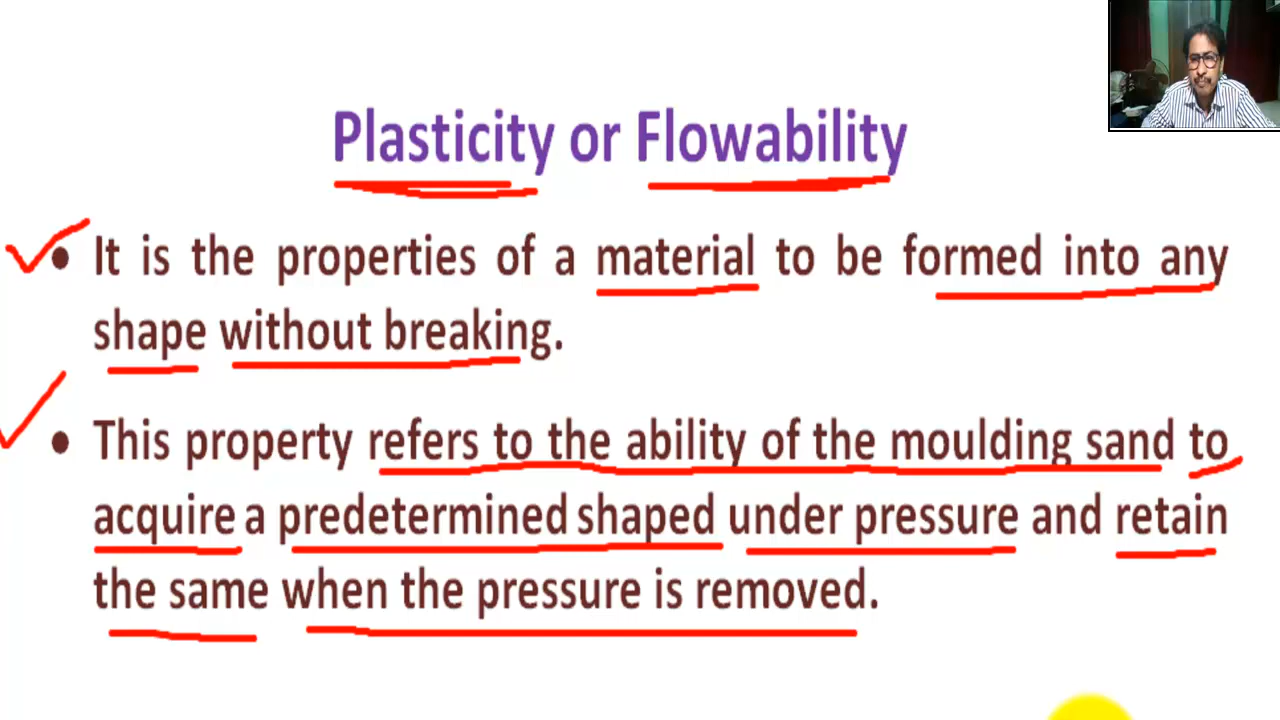 Plasticity or Flowability
• It is the properties of a material to be formed into any
shape without breaking.
• This property refers to the ability of the moulding sand to
acquire a predetermined shaped under pressure and retain
the same when the pressure is removed.